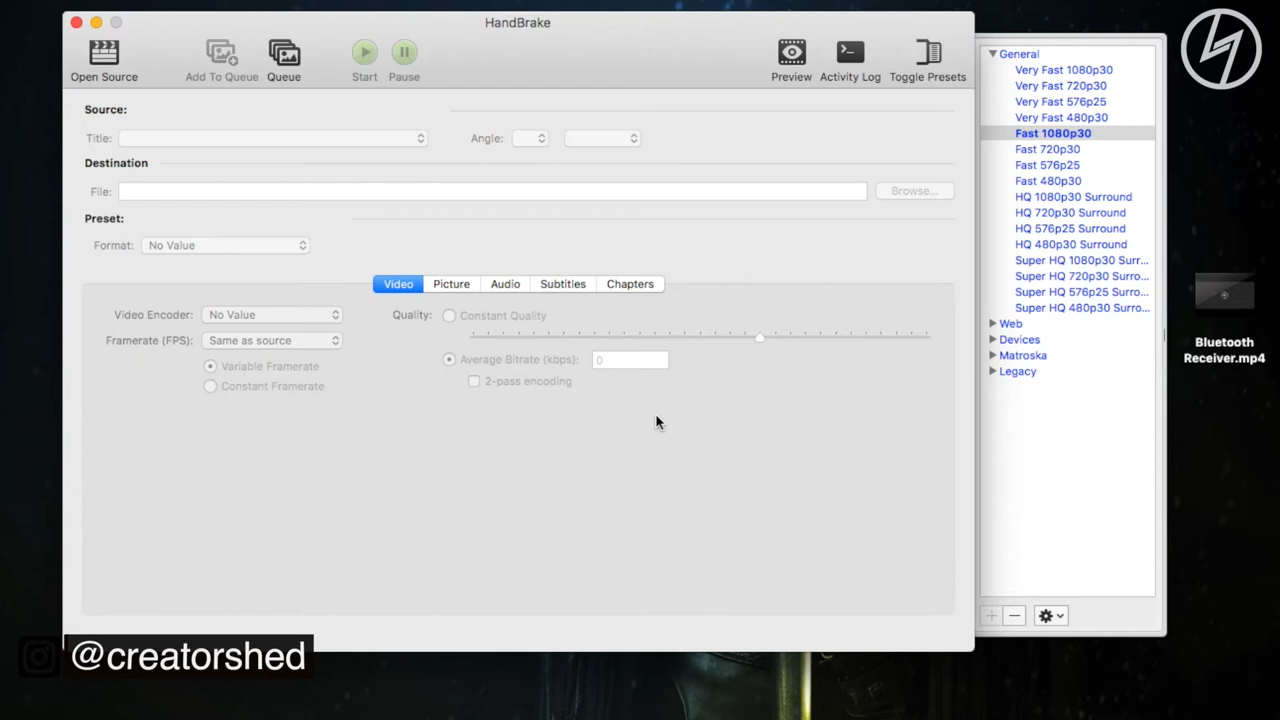 HandBrake
Open Source
Add To Queue
Queue
Start
Pause
Preview
Activity Log
Toggle Presets
Source:
Title:
Angle:
Destination
File:
Browse...
Preset:
Format:
No Value
Video
Picture
Audio
Subtitles
Chapters
Video Encoder:
No Value
Quality:
Constant Quality
Framerate (FPS):
Same as source
Variable Framerate
Constant Framerate
Average Bitrate (kbps):
0
2-pass encoding
General
Very Fast 1080p30
Very Fast 720p30
Very Fast 576p25
Very Fast 480p30
Fast 1080p30
Fast 720p30
Fast 576p25
Fast 480p30
HQ 1080p30 Surround
HQ 720p30 Surround
HQ 576p25 Surround
HQ 480p30 Surround
Super HQ 1080p30 Surr...
Super HQ 720p30 Surro...
Super HQ 576p25 Surro...
Super HQ 480p30 Surro...
Web
Devices
Matroska
Legacy
Bluetooth
Receiver.mp4
@creatorshed